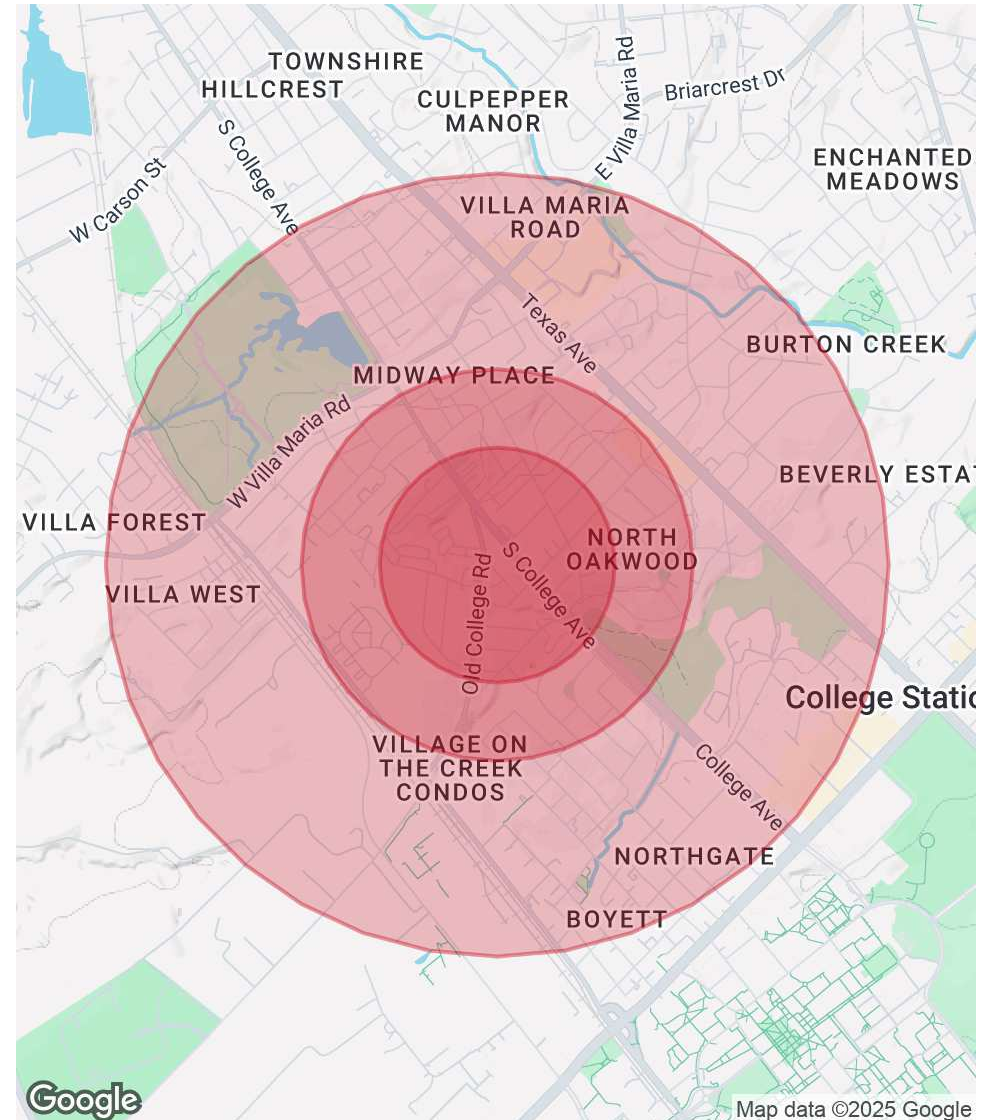 TOWNSHIRE
HILLCREST
CULPEPPER
MANOR
E Villa Maria Rd
Briarcrest Dr
S College Ave
W Carson St
ENCHANTED
MEADOWS
VILLA MARIA
ROAD
Texas Ave
BURTON CREEK
MIDWAY PLACE
W Villa Maria Rd
BEVERLY ESTAT
VILLA FOREST
NORTH
OAKWOOD
S College Ave
Old College Rd
VILLA WEST
College Static
VILLAGE ON
THE CREEK
CONDOS
College Ave
NORTHGATE
BOYETT
Google
Map data ©2025 Google